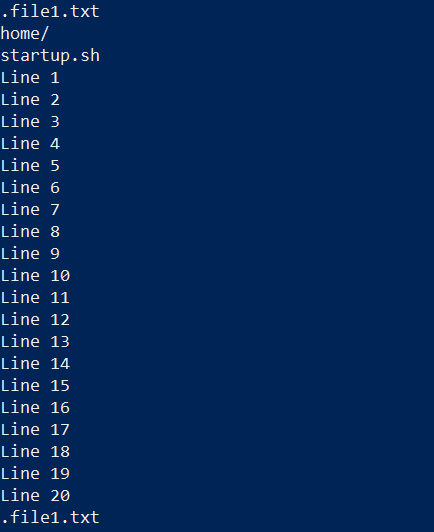 .file1.txt
home/
startup.sh
Line 1
Line 2
Line 3
Line 4
Line 5
Line 6
Line 7
Line 8
Line 9
Line 10
Line 11
Line 12
Line 13
Line 14
Line 15
Line 16
Line 17
Line 18
Line 19
Line 20
.file1.txt